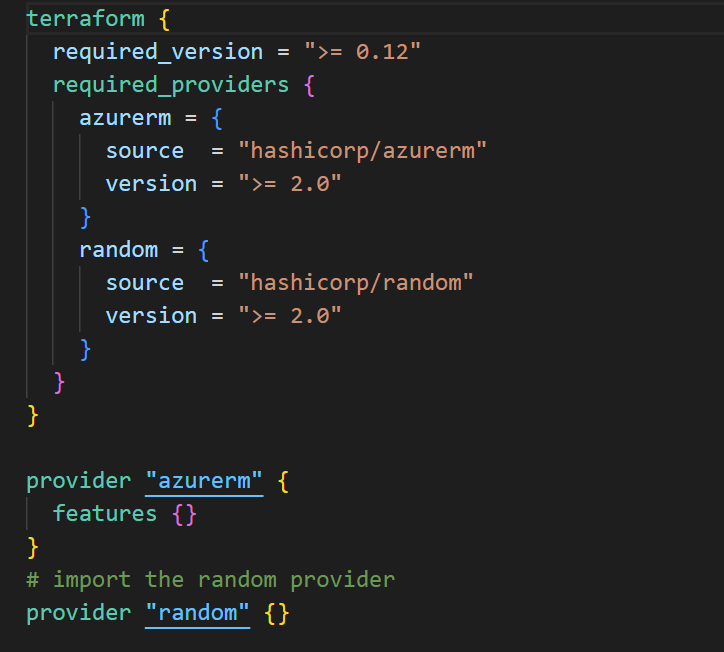 terraform {
  required_version = ">= 0.12"
  required_providers {
    azurerm = {
      source  = "hashicorp/azurerm"
      version = ">= 2.0"
    }
    random = {
      source  = "hashicorp/random"
      version = ">= 2.0"
    }
  }
}

provider "azurerm" {
  features {}
}
# import the random provider
provider "random" {}